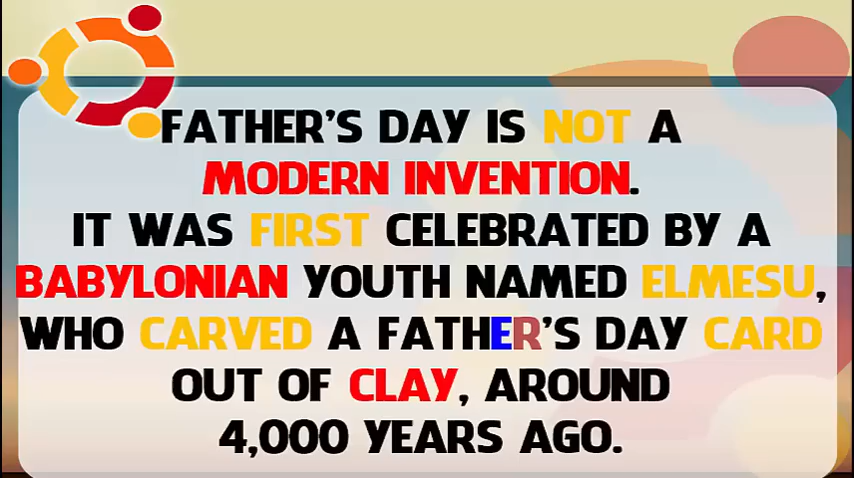 FATHER'S DAY IS NOT A
MODERN INVENTION.
IT WAS FIRST CELEBRATED BY A
BABYLONIAN YOUTH NAMED ELMESU,
WHO CARVED A FATHER'S DAY CARD
OUT OF CLAY, AROUND
4,000 YEARS AGO.